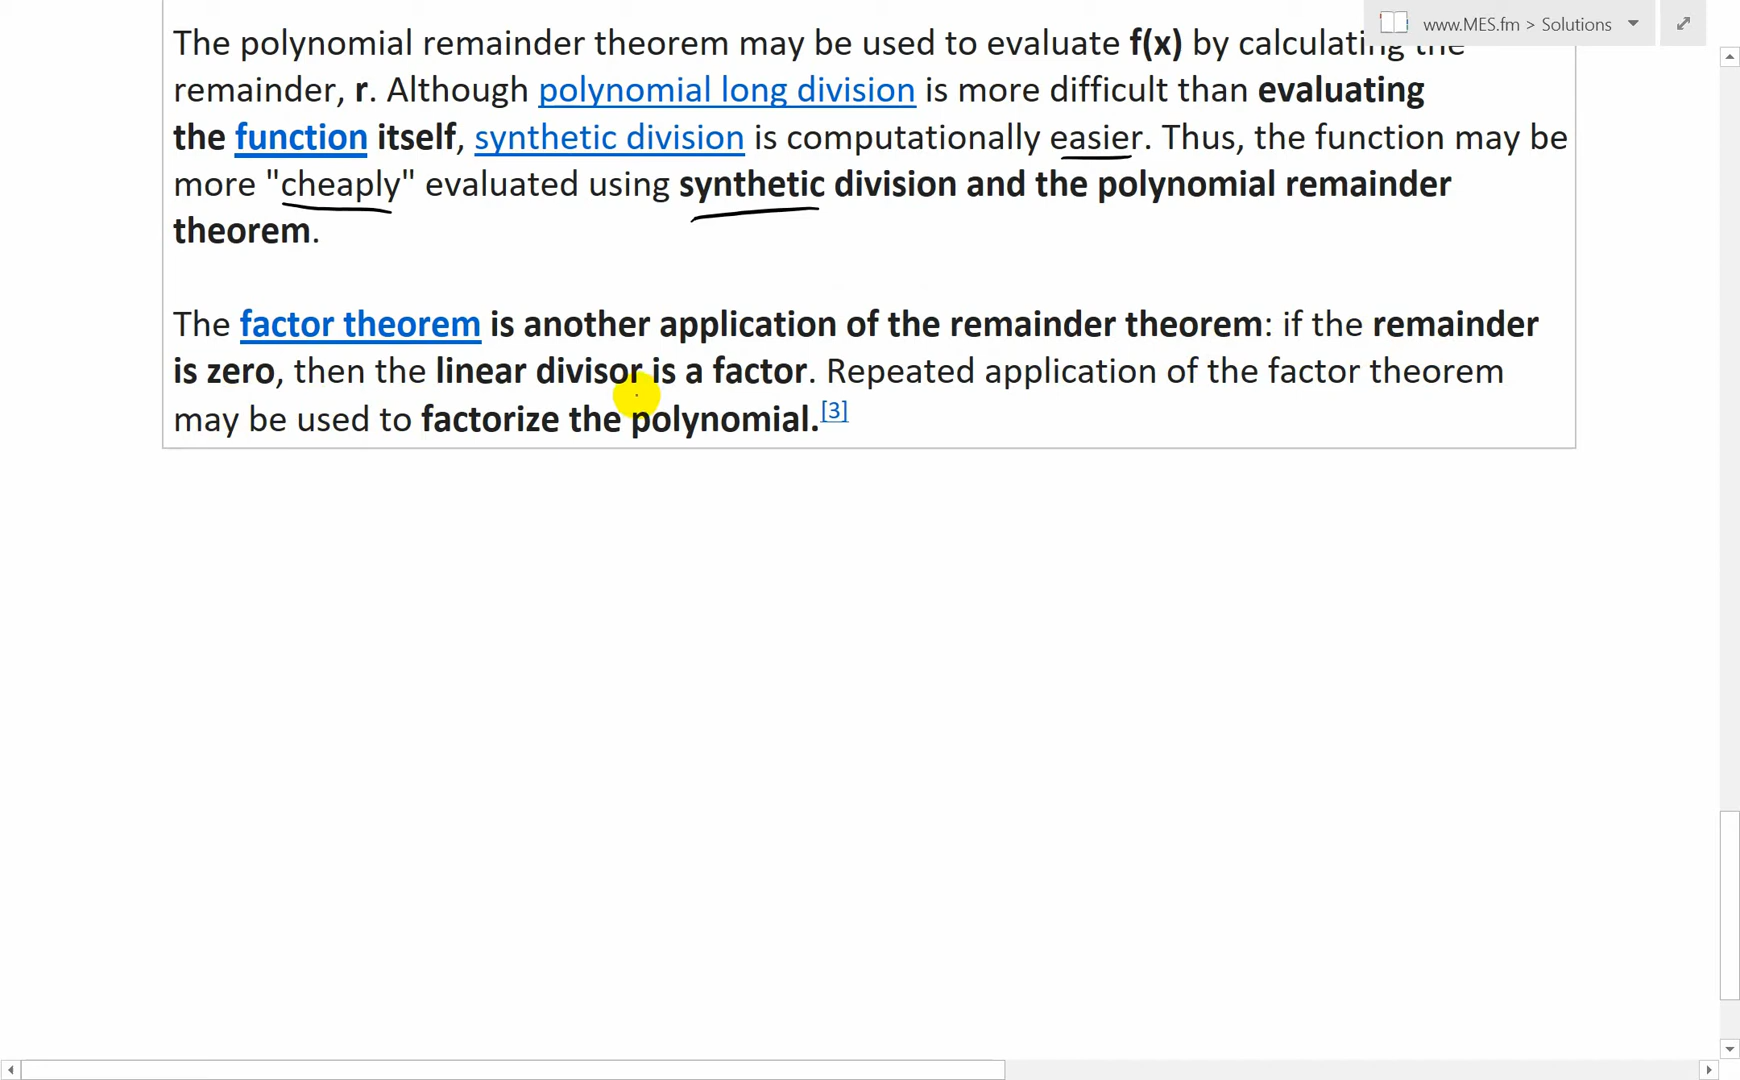 www.MES.fm > Solutions
The polynomial remainder theorem may be used to evaluate f(x) by calculating the
remainder, r. Although polynomial long division is more difficult than evaluating
the function itself, synthetic division is computationally easier. Thus, the function may be
more "cheaply" evaluated using synthetic division and the polynomial remainder
theorem.
The factor theorem is another application of the remainder theorem: if the remainder
is zero, then the linear divisor is a factor. Repeated application of the factor theorem
may be used to factorize the polynomial.[3]